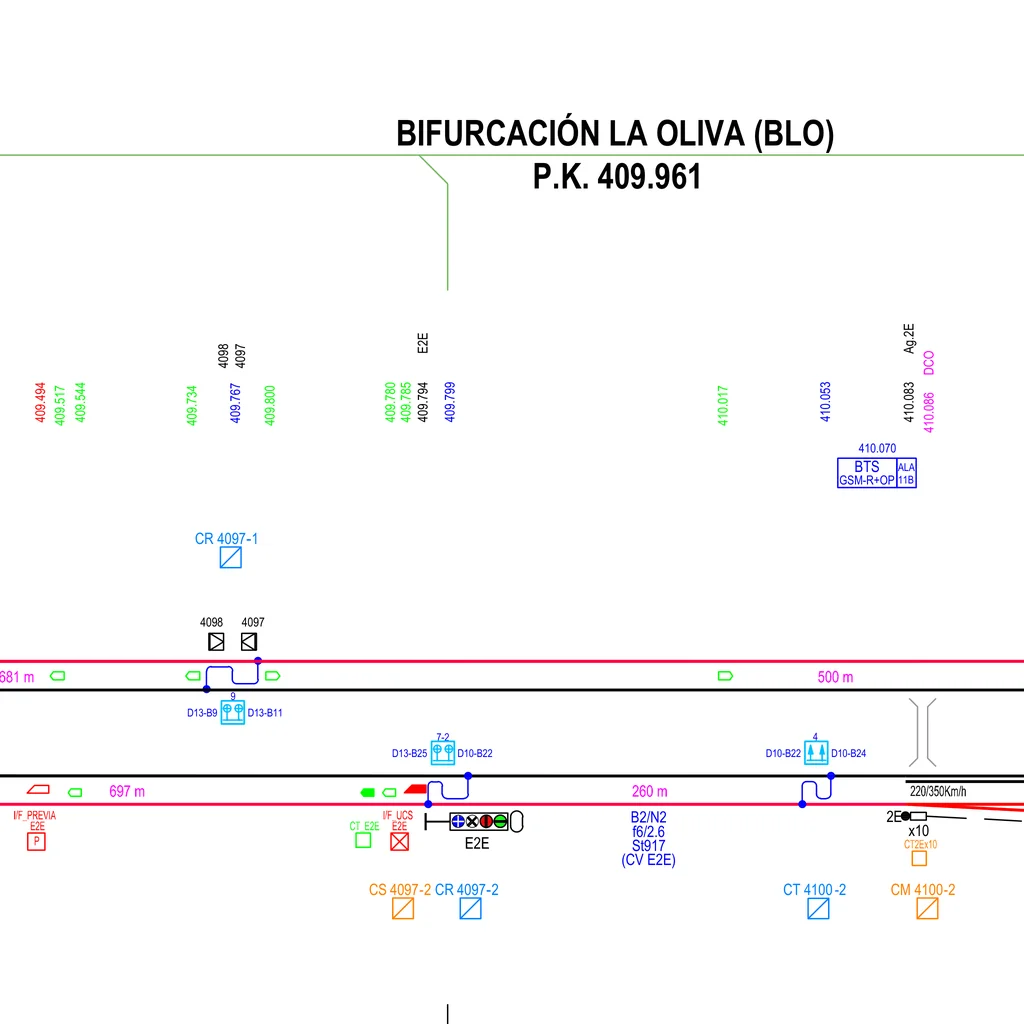 BIFURCACIÓN LA OLIVA (BLO)
P.K. 409.961
E2E
Ag.2E
4098
4097
DCO
409.494
409.517
409.544
409.734
409.767
409.800
409.780
409.785
409.794
409.799
410.017
410.053
410.083
410.086
410.070
BTS
GSM-R+OP
ALA
11B
CR 4097-1
4098
4097
681 m
500 m
9
D13-B9
D13-B11
7-2
D13-B25
D10-B22
4
D10-B22
D10-B24
697 m
260 m
220/350Km/h
I/F_PREVIA
E2E
P
CT_E2E
I/F_UCS
E2E
E2E
B2/N2
f6/2.6
St917
(CV E2E)
2E
x10
CT2Ex10
CS 4097-2
CR 4097-2
CT 4100-2
CM 4100-2